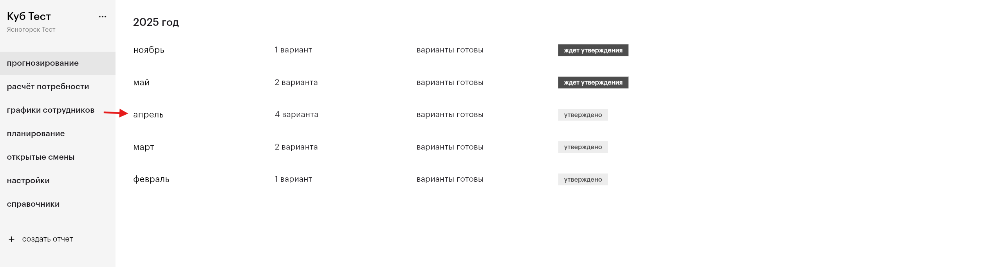 Куб Тест
Ясногорск Тест
прогнозирование
расчёт потребности
графики сотрудников
планирование
открытые смены
настройки
справочники
+ создать отчет
2025 год
ноябрь 1 вариант варианты готовы ждет утверждения
май 2 варианта варианты готовы ждет утверждения
апрель 4 варианта варианты готовы утверждено
март 2 варианта варианты готовы утверждено
февраль 1 вариант варианты готовы утверждено